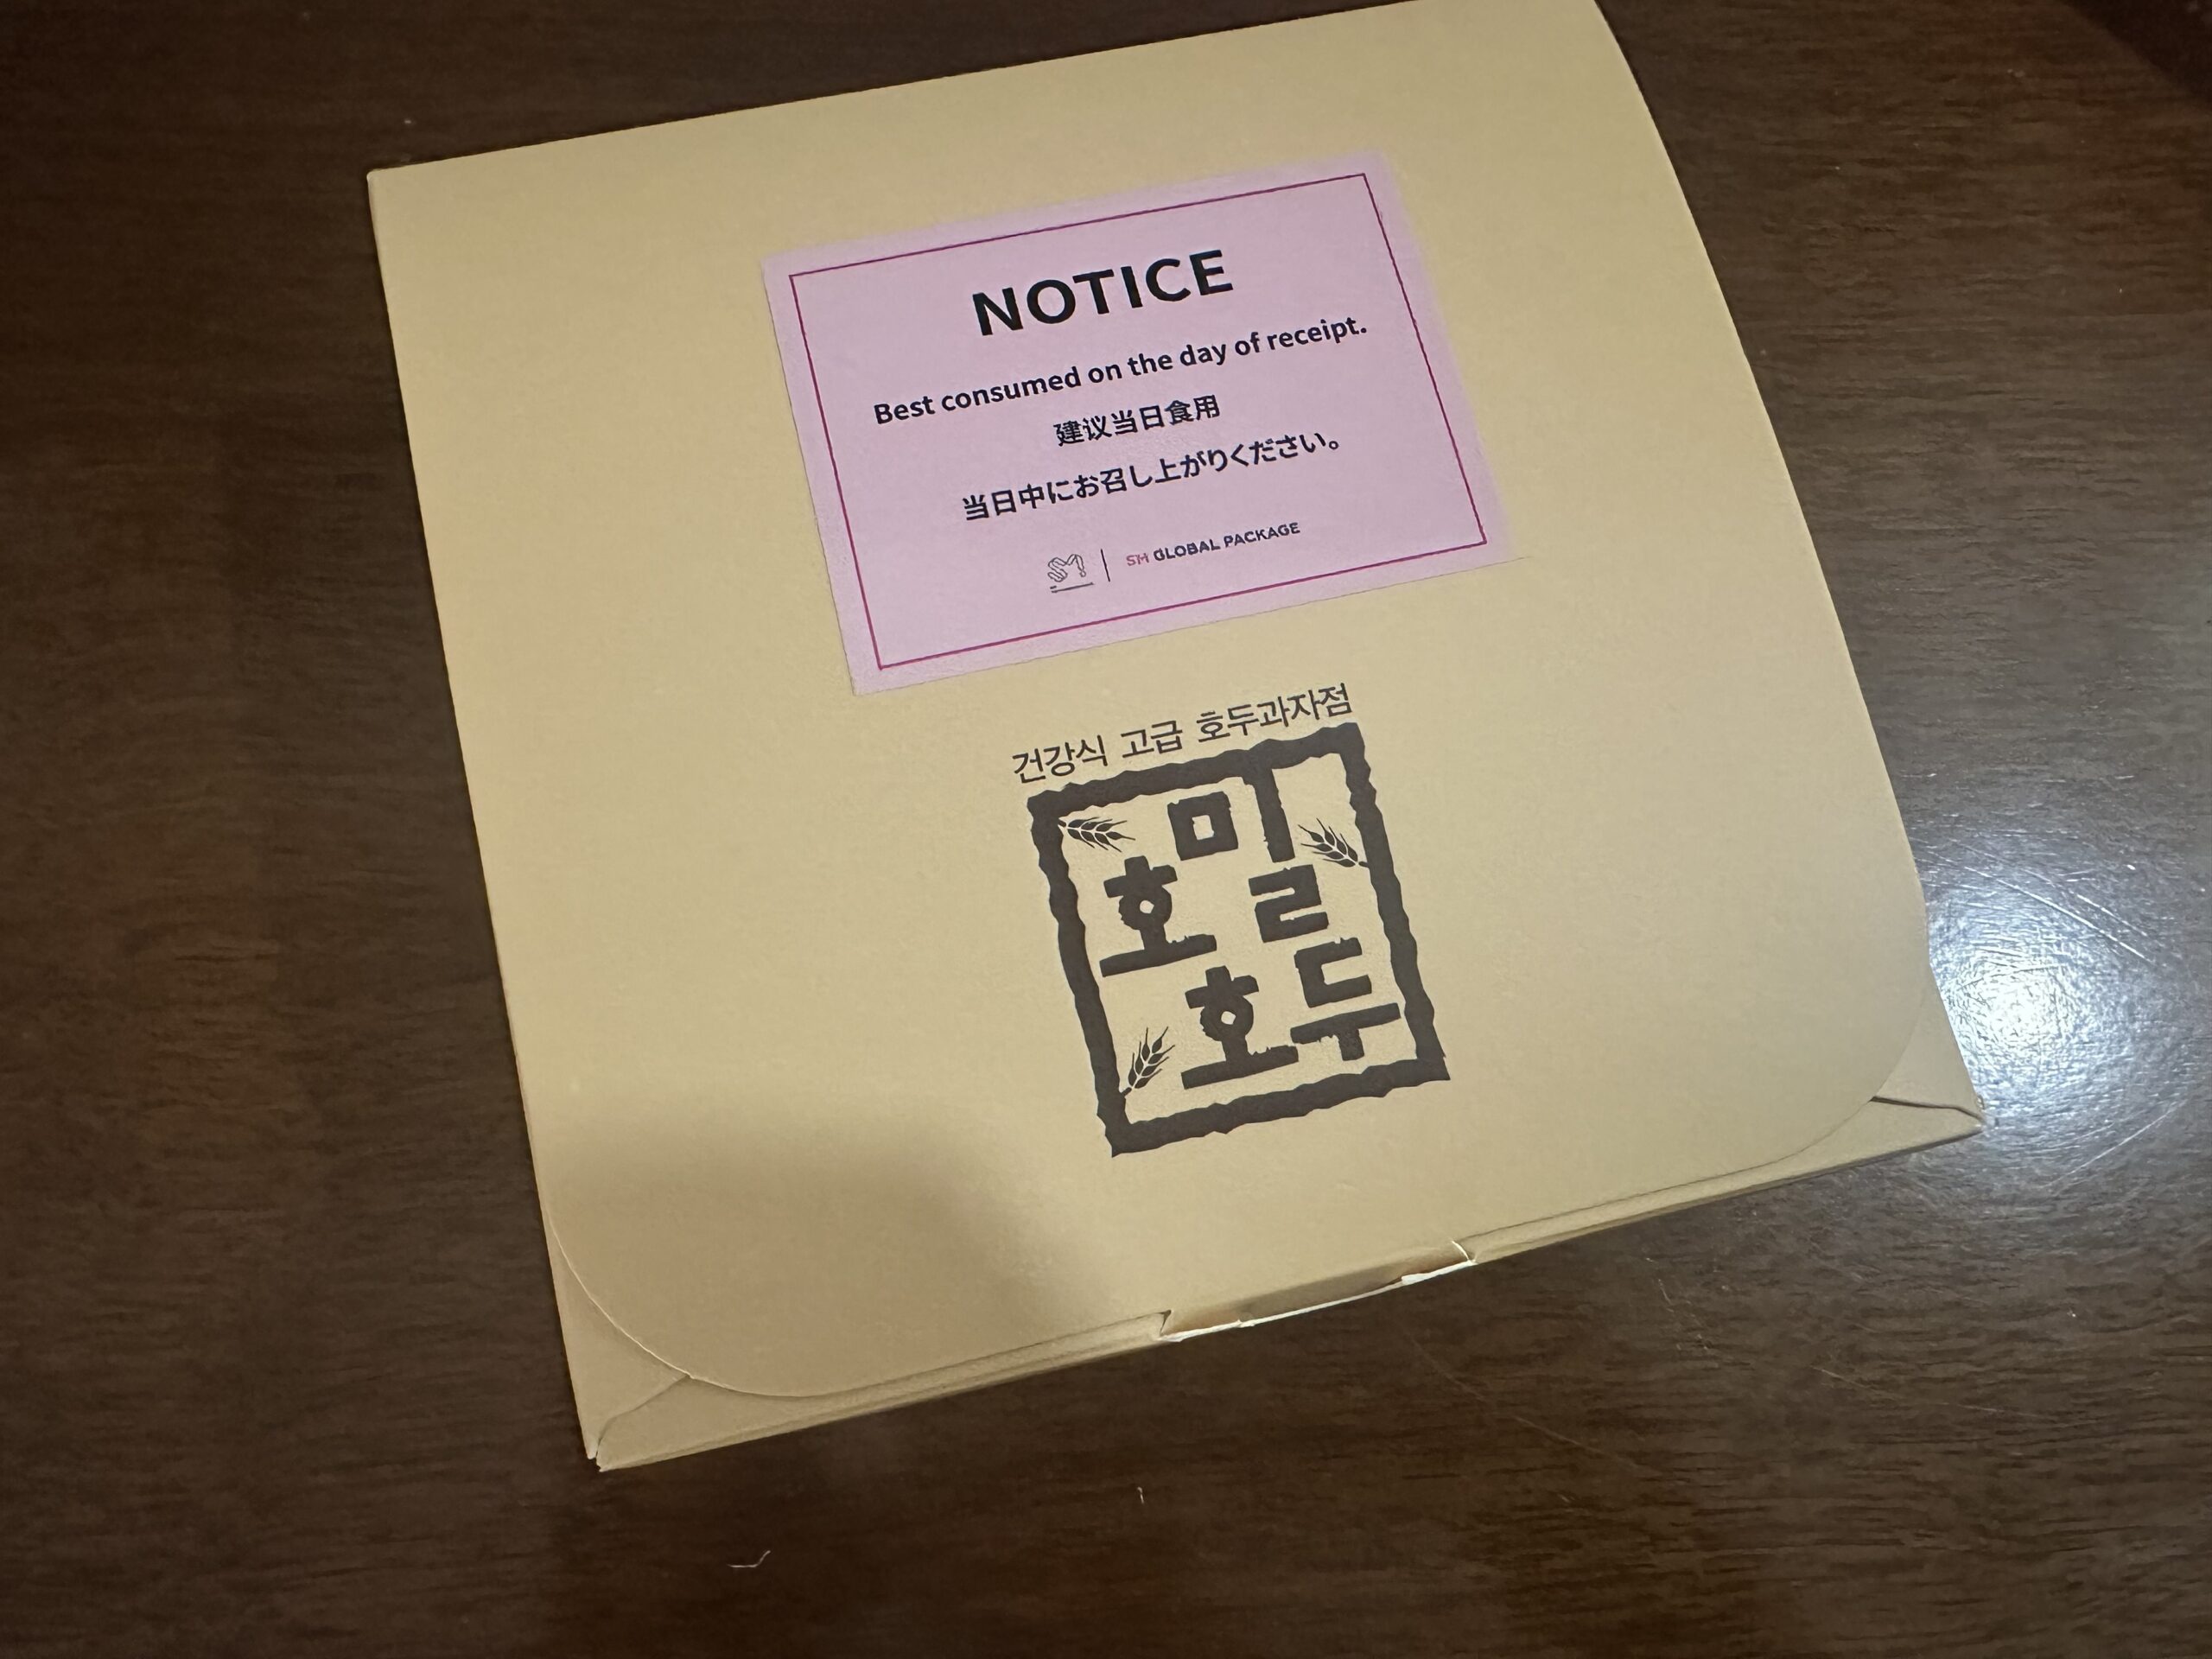 NOTICE
Best consumed on the day of receipt.
建议当日食用
当日中にお召し上がりください。
SM | SM GLOBAL PACKAGE
건강식 고급 호두과자점
호밀
호두